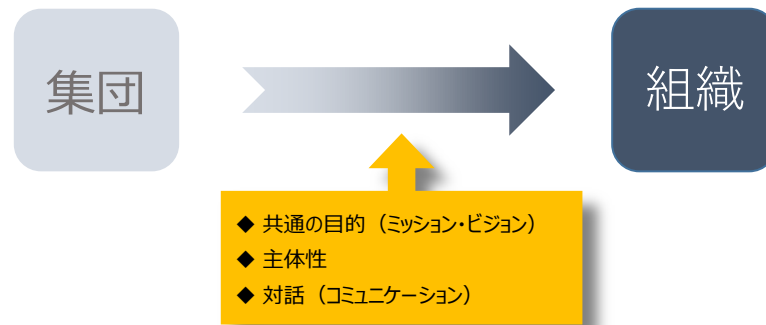 集団
組織
◆ 共通の目的（ミッション・ビジョン）
◆ 主体性
◆ 対話（コミュニケーション）